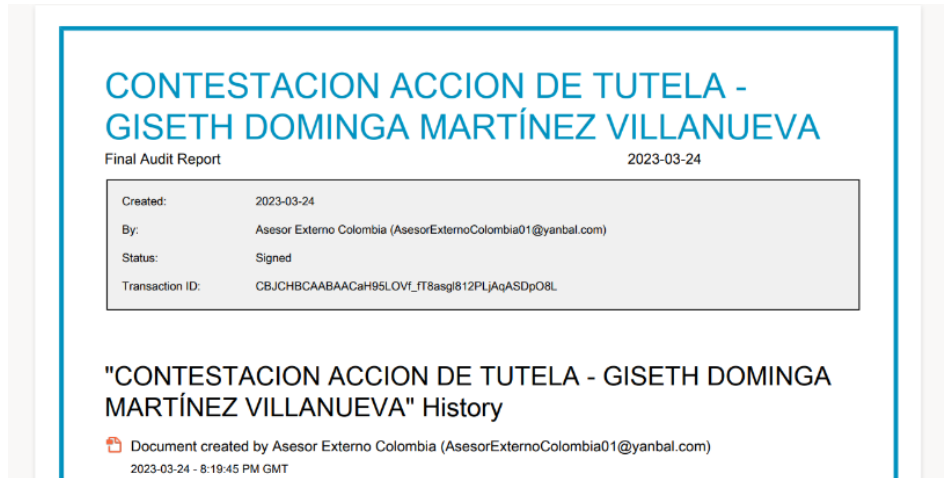 CONTESTACION ACCION DE TUTELA -
GISETH DOMINGA MARTÍNEZ VILLANUEVA
Final Audit Report 2023-03-24
Created: 2023-03-24
By: Asesor Externo Colombia (AsesorExternoColombia01@yanbal.com)
Status: Signed
Transaction ID: CBJCHBCAABAACaH95LOVf_fT8asgl812PLjAqASDpO8L
"CONTESTACION ACCION DE TUTELA - GISETH DOMINGA
MARTÍNEZ VILLANUEVA" History
Document created by Asesor Externo Colombia (AsesorExternoColombia01@yanbal.com)
2023-03-24 - 8:19:45 PM GMT